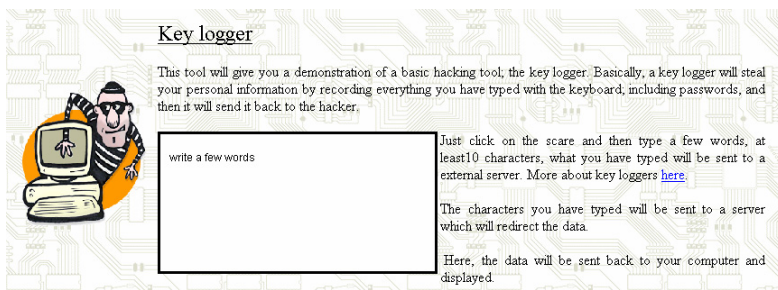 Key logger
This tool will give you a demonstration of a basic hacking tool; the key logger. Basically, a key logger will steal
your personal information by recording everything you have typed with the keyboard; including passwords, and
then it will send it back to the hacker.
write a few words
Just click on the scare and then type a few words, at
least10 characters, what you have typed will be sent to a
external server. More about key loggers here.
The characters you have typed will be sent to a server
which will redirect the data.
Here, the data will be sent back to your computer and
displayed.